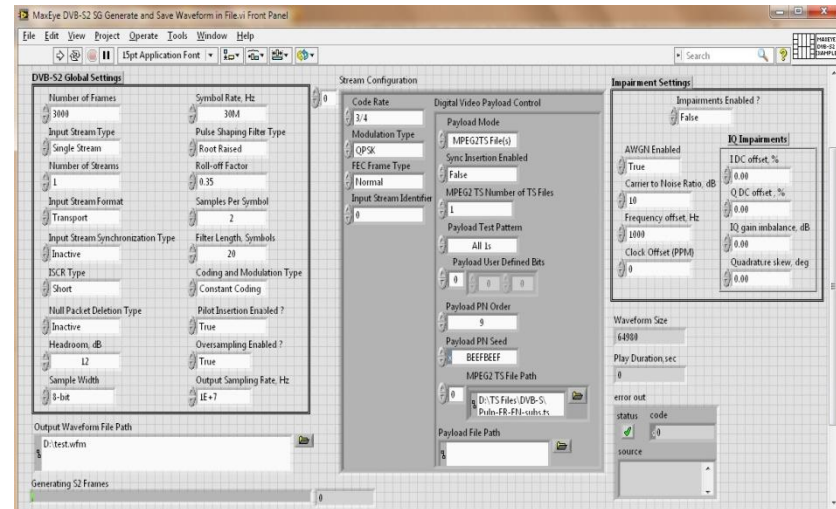 MaxEye DVB-S2 SG Generate and Save Waveform in File.vi Front Panel
File Edit View Project Operate Tools Window Help
15pt Application Font
Search
MAXEYE
DVB-S2
DVB-S2 Global Settings
Number of Frames
3000
Input Stream Type
Single Stream
Number of Streams
1
Input Stream Format
Transport
Input Stream Synchronization Type
Inactive
ISCR Type
Short
Null Packet Deletion Type
Inactive
Headroom, dB
12
Sample Width
8-bit
Symbol Rate, Hz
30M
Pulse Shaping Filter Type
Root Raised
Roll-off Factor
0.35
Samples Per Symbol
2
Filter Length, Symbols
20
Coding and Modulation Type
Constant Coding
Pilot Insertion Enabled ?
True
Oversampling Enabled ?
True
Output Sampling Rate, Hz
1E+7
Output Waveform File Path
D:\test.wfm
Generating S2 Frames
0
Stream Configuration
0
Code Rate
3/4
Modulation Type
QPSK
FEC Frame Type
Normal
Input Stream Identifier
0
Digital Video Payload Control
Payload Mode
MPEG2TS File(s)
Sync Insertion Enabled
False
MPEG2 TS Number of TS Files
1
Payload Test Pattern
All 1s
Payload User Defined Bits
0 0 0 0
Payload PN Order
9
Payload PN Seed
BEEFBEEF
MPEG2 TS File Path
0
D:\TS Files\DVB-S\
Pulp-FR-EN-subs.ts
Payload File Path
Impairment Settings
Impairments Enabled ?
False
AWGN Enabled
True
Carrier to Noise Ratio, dB
10
Frequency offset, Hz
1000
Clock Offset (PPM)
0
IQ Impairments
I DC offset, %
0.00
Q DC offset , %
0.00
IQ gain imbalance, dB
0.00
Quadrature skew, deg
0.00
Waveform Size
64980
Play Duration,sec
0
error out
status code
0
source